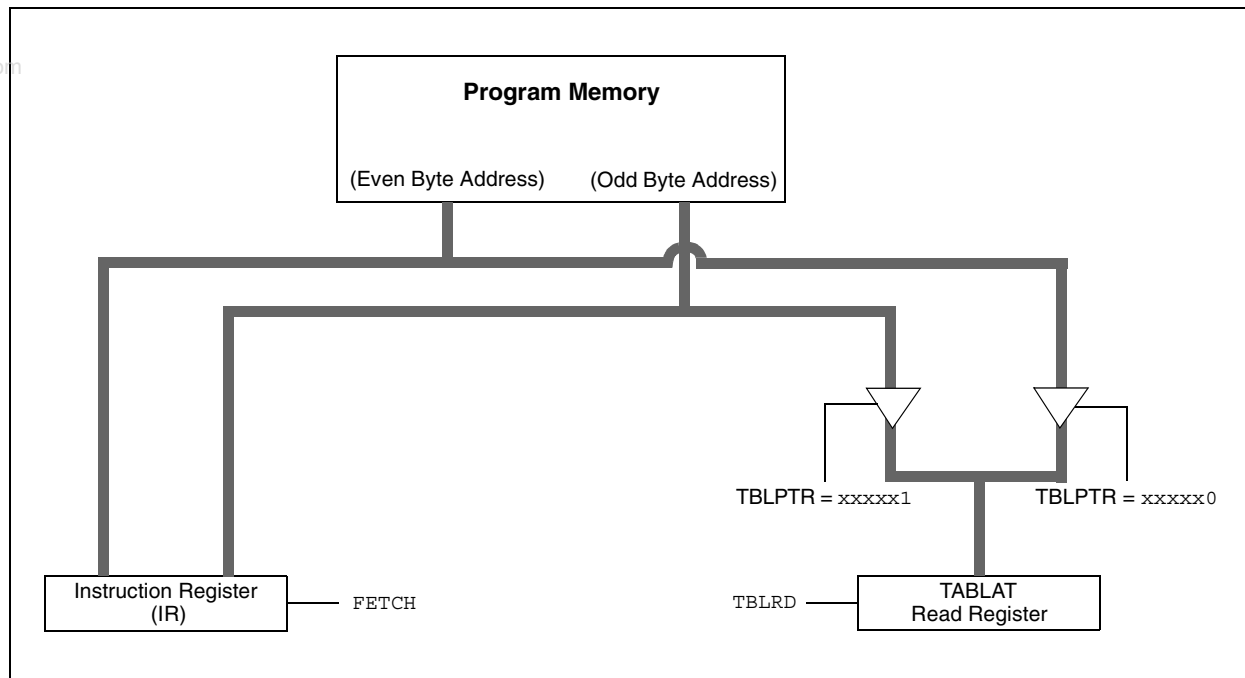 om
Program Memory
(Even Byte Address) (Odd Byte Address)
TBLPTR = xxxxx1 TBLPTR = xxxxx0
Instruction Register
(IR)
FETCH
TBLRD
TABLAT
Read Register